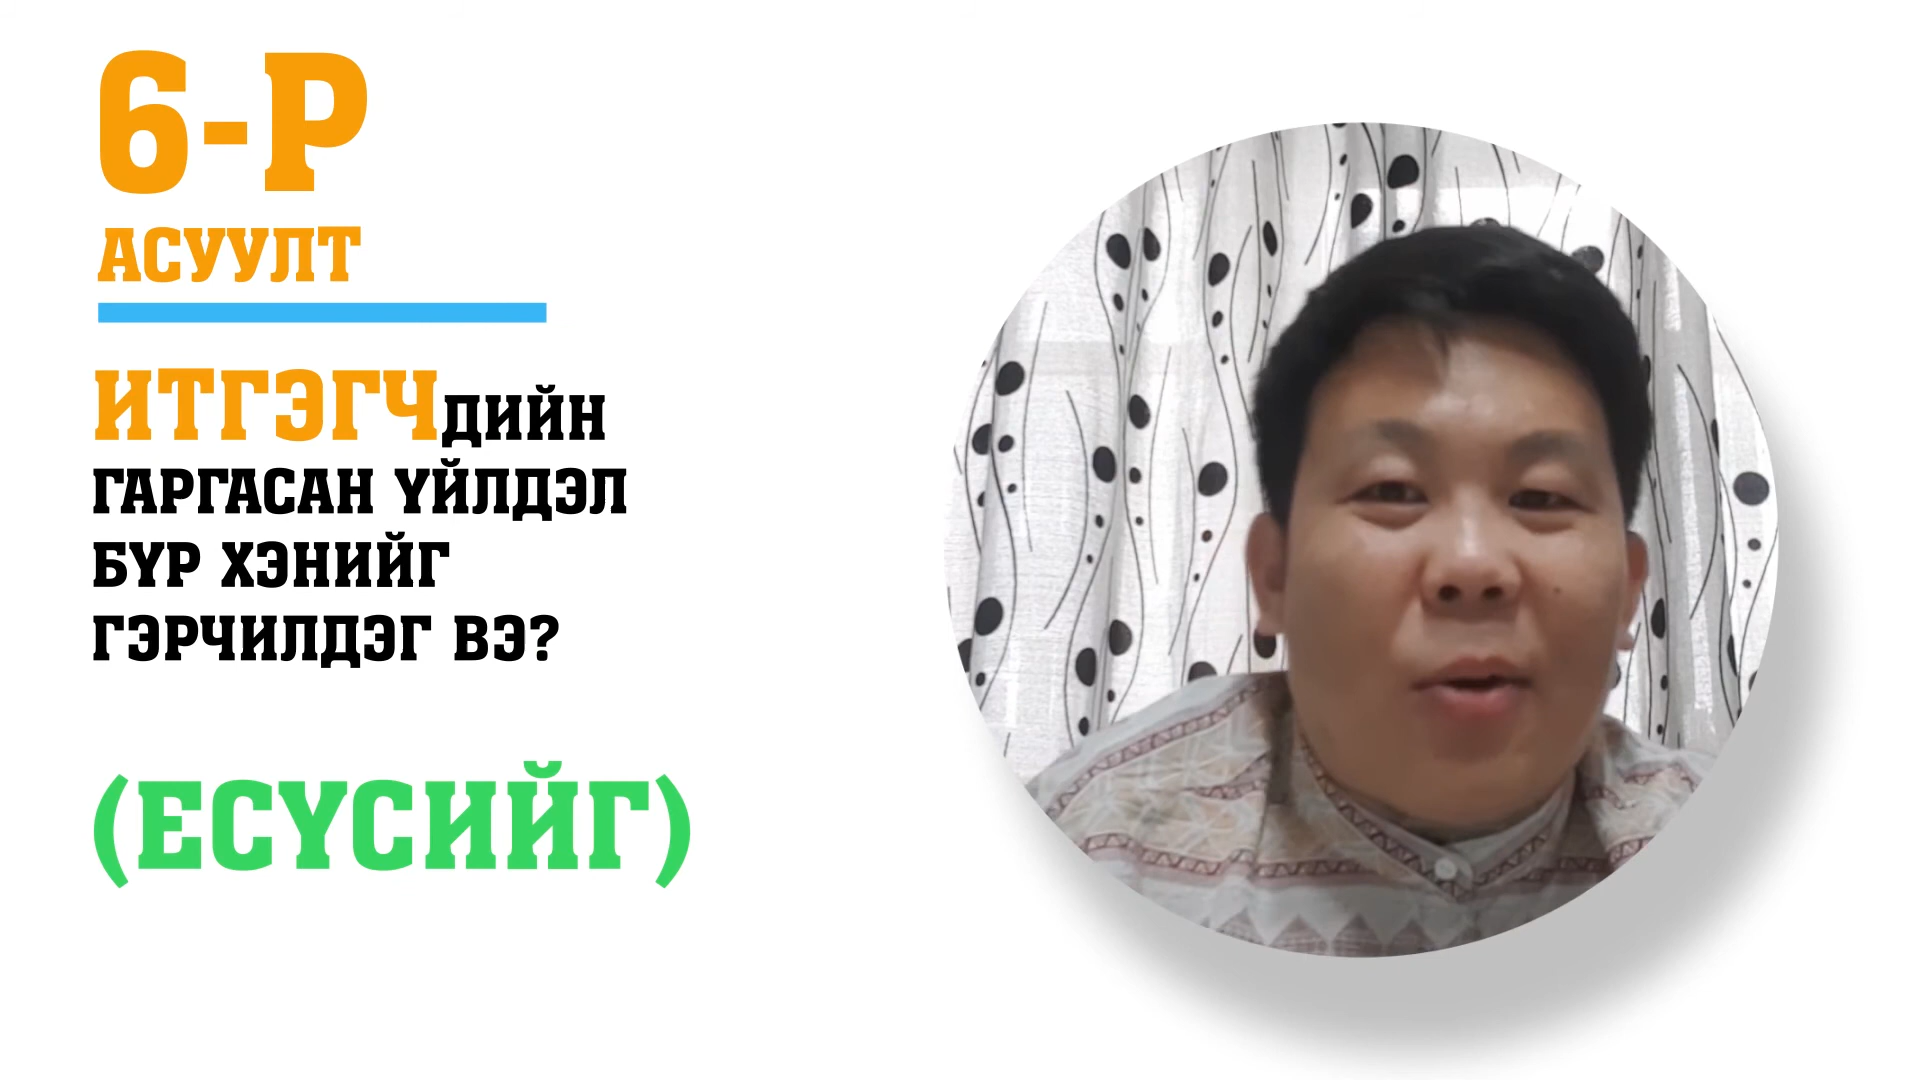 6-Р
АСУУЛТ
ИТГЭГЧДИЙН
ГАРГАСАН ҮЙЛДЭЛ
БҮР ХЭНИЙГ
ГЭРЧИЛДЭГ ВЭ?
(ЕСҮСИЙГ)